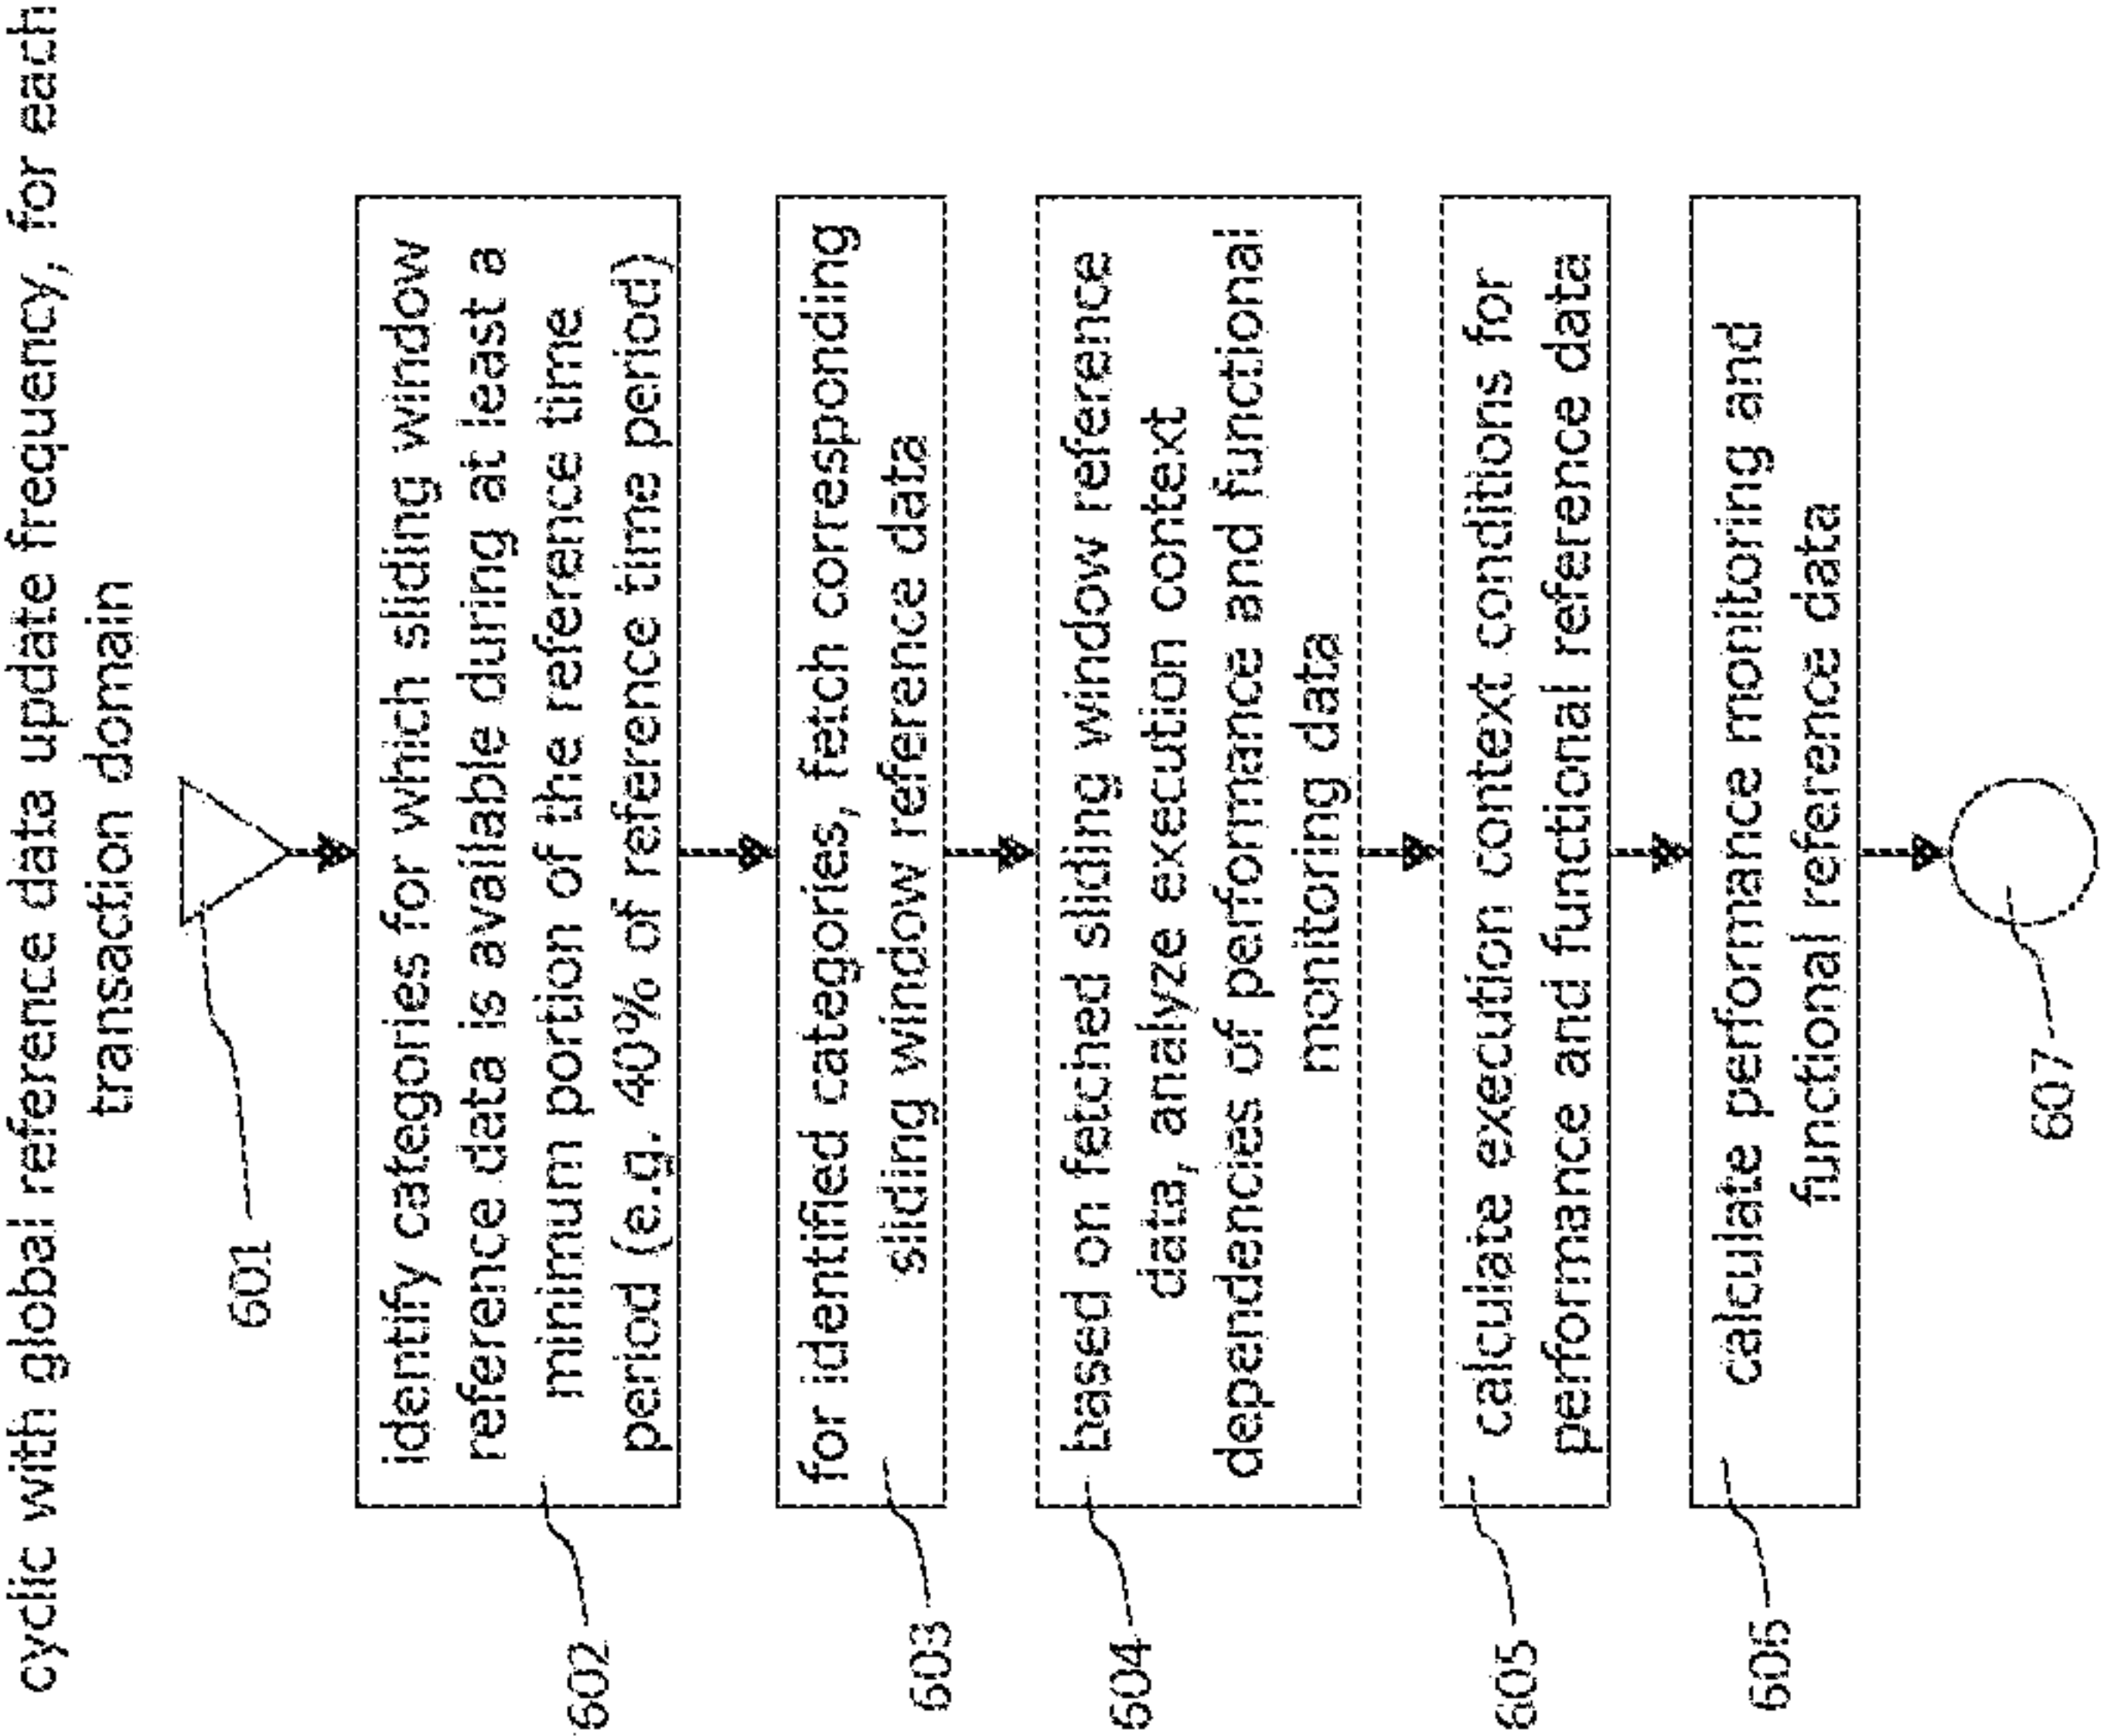 cyclic with global reference data update frequency, for each
transaction domain
601
identify categories for which sliding window
reference data is available during at least a
minimum portion of the reference time
period (e.g. 40% of reference time period)
602
for identified categories, fetch corresponding
sliding window reference data
603
based on fetched sliding window reference
data, analyze execution context
dependencies of performance and functional
monitoring data
604
calculate execution context conditions for
performance and functional reference data
605
calculate performance monitoring and
functional reference data
606
607